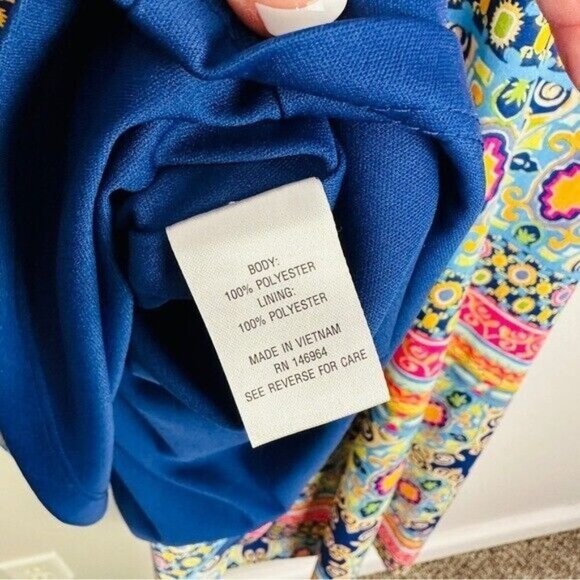 BODY:
100% POLYESTER
LINING:
100% POLYESTER
MADE IN VIETNAM
RN 146964
SEE REVERSE FOR CARE